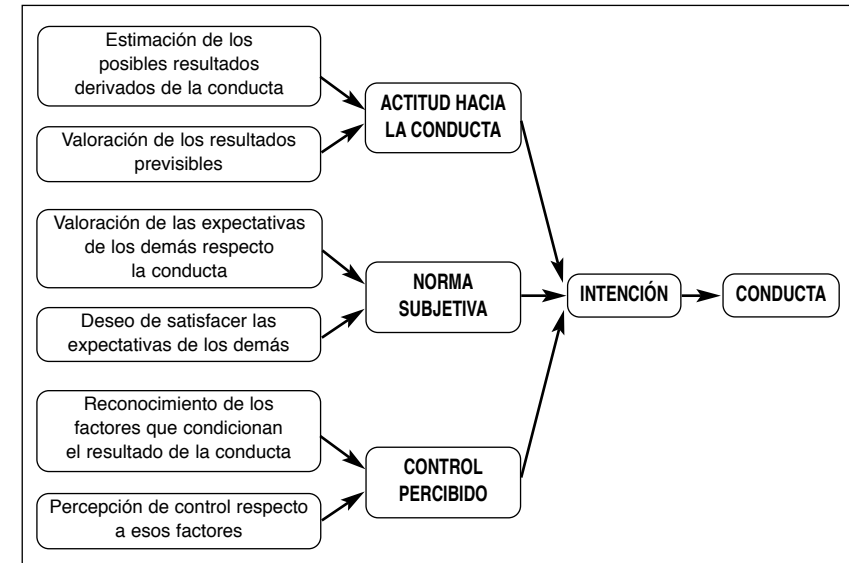 Estimación de los
posibles resultados
derivados de la conducta
Valoración de los resultados
previsibles
ACTITUD HACIA
LA CONDUCTA
Valoración de las expectativas
de los demás respecto
la conducta
Deseo de satisfacer las
expectativas de los demás
NORMA
SUBJETIVA
Reconocimiento de los
factores que condicionan
el resultado de la conducta
Percepción de control respecto
a esos factores
CONTROL
PERCIBIDO
INTENCIÓN
CONDUCTA